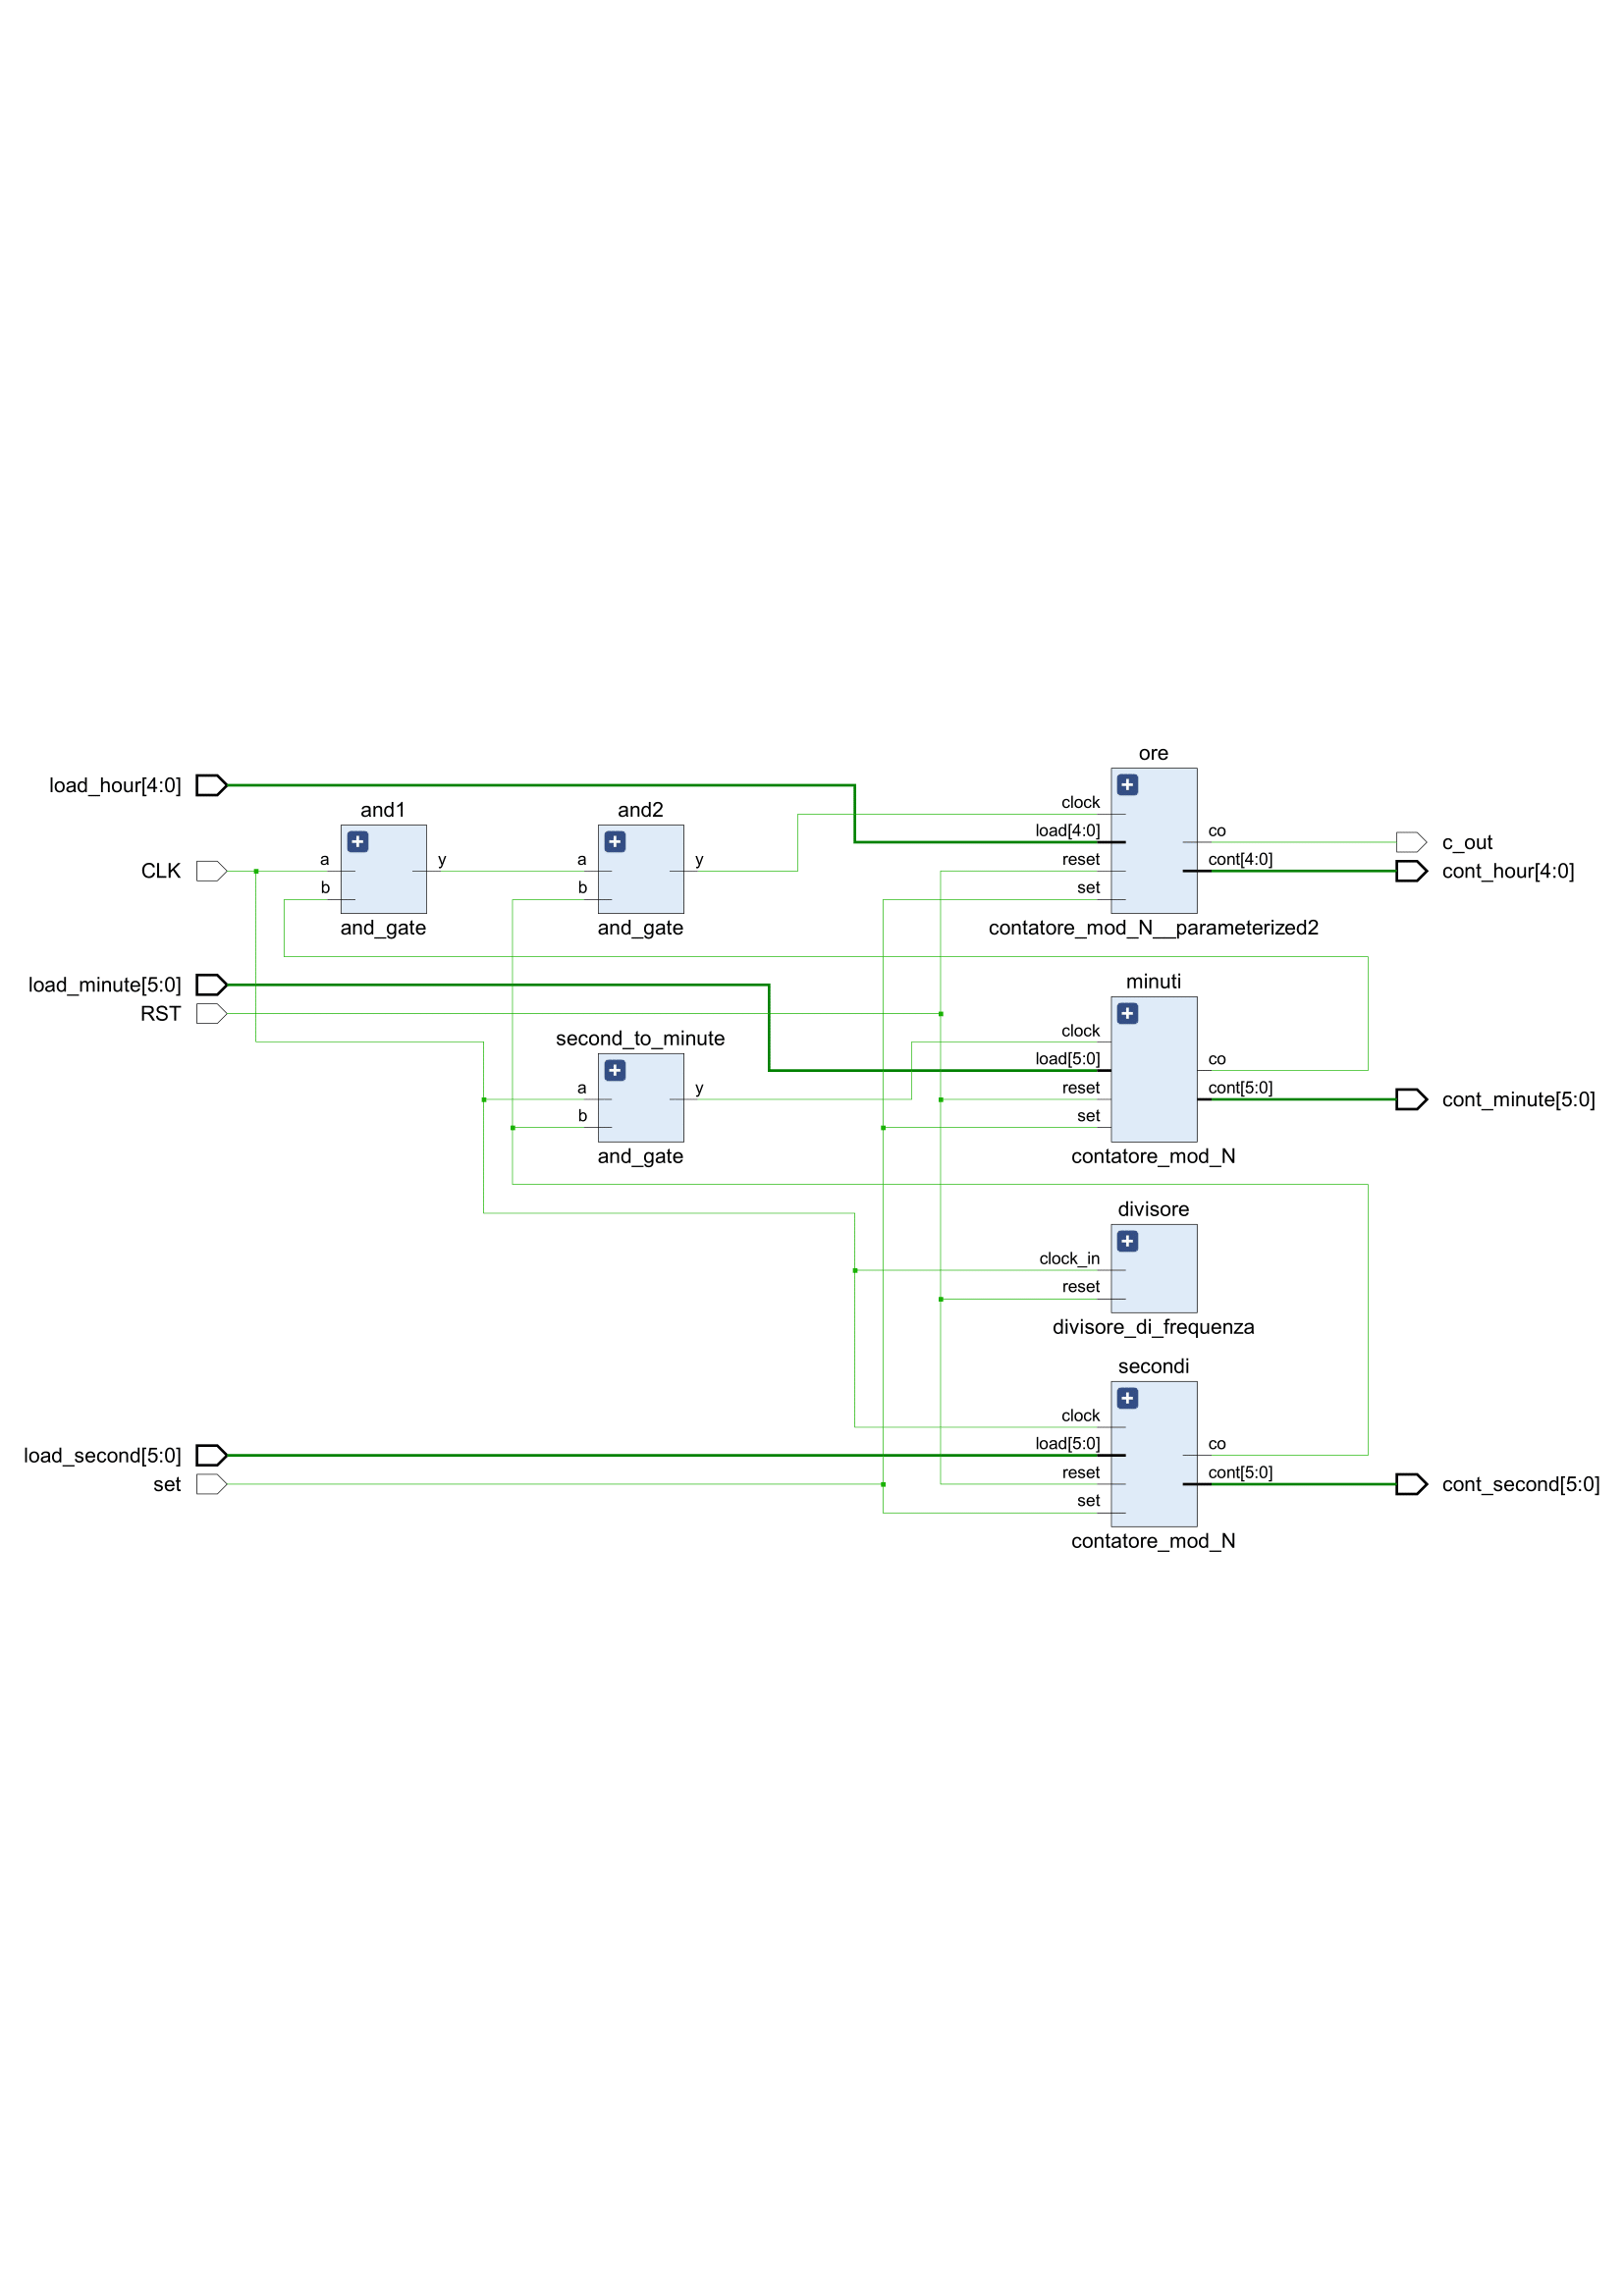 ore
load_hour[4:0]
and1
and2
clock
load[4:0]
co
c_out
a
y
a
y
reset
cont[4:0]
CLK
cont_hour[4:0]
b
b
set
and_gate
and_gate
contatore_mod_N__parameterized2
load_minute[5:0]
minuti
RST
clock
second_to_minute
load[5:0]
co
a
y
reset
cont[5:0]
cont_minute[5:0]
b
set
and_gate
contatore_mod_N
divisore
clock_in
reset
divisore_di_frequenza
secondi
clock
load_second[5:0]
load[5:0]
co
set
reset
cont[5:0]
cont_second[5:0]
set
contatore_mod_N